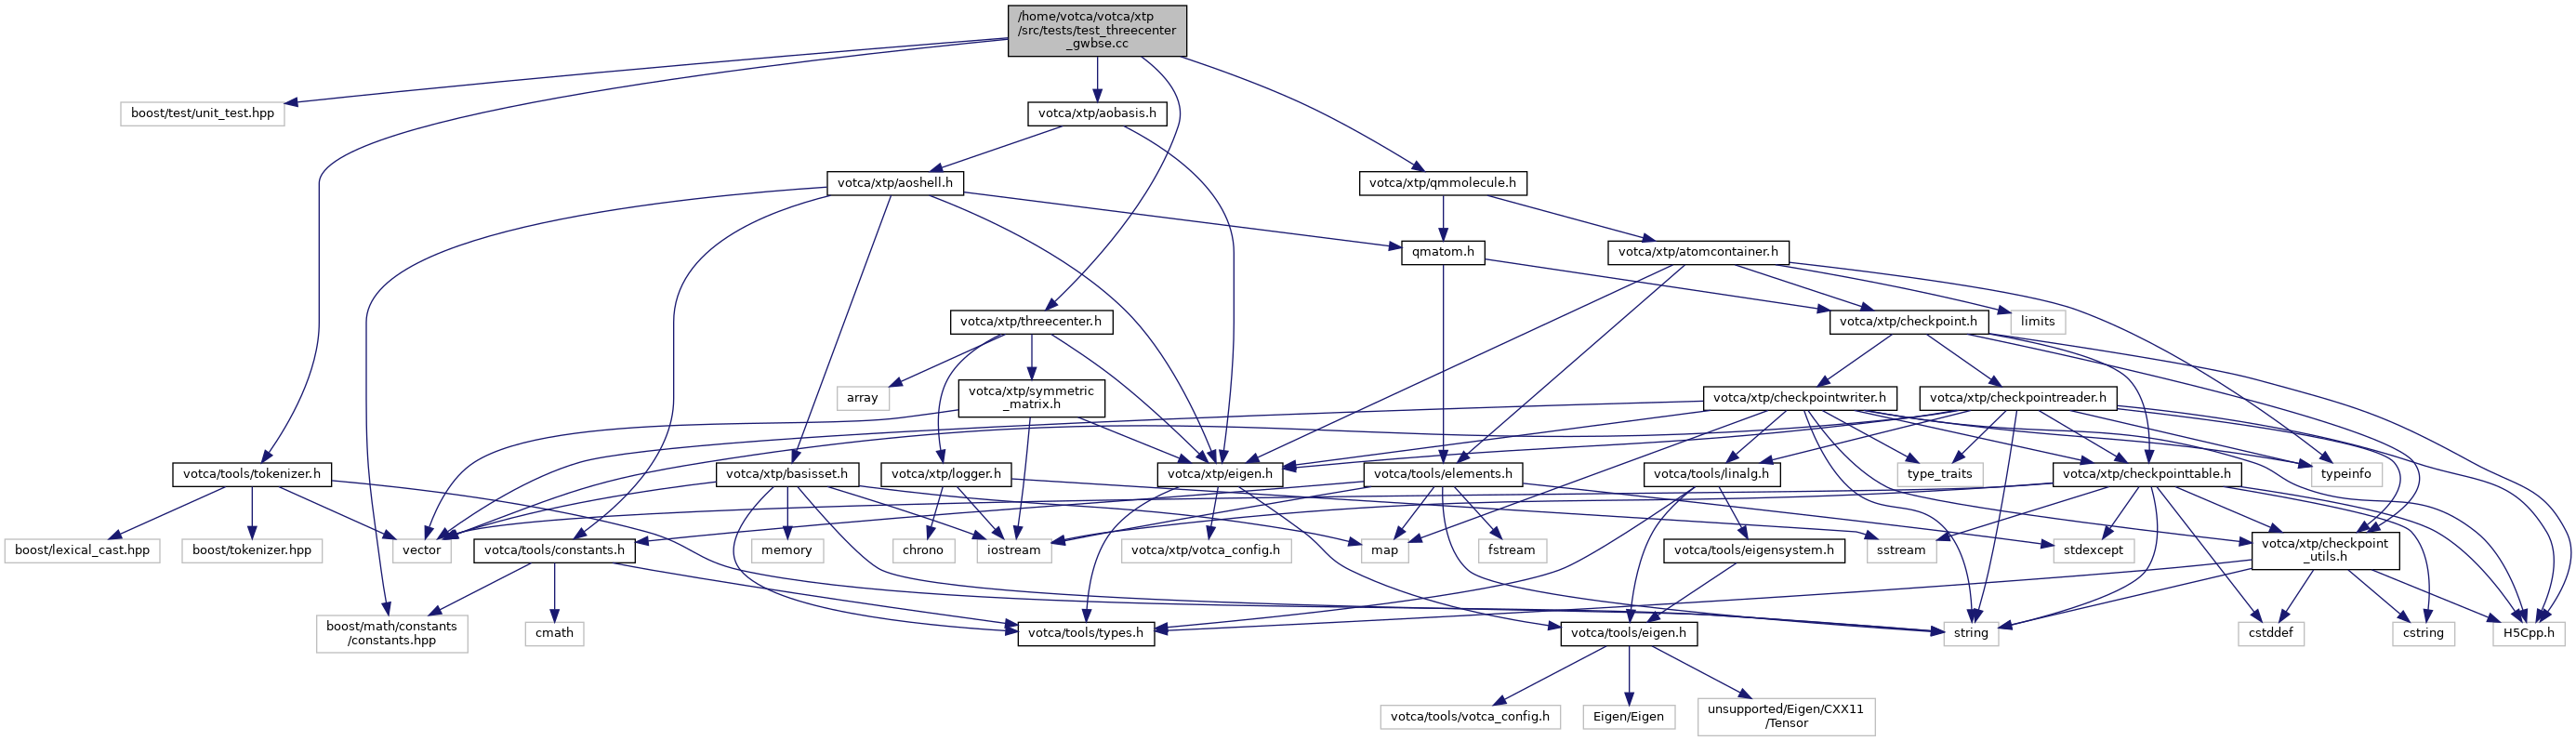 /home/votca/votca/xtp
/src/tests/test_threecenter
_gwbse.cc
boost/test/unit_test.hpp
votca/xtp/aobasis.h
votca/xtp/aoshell.h
votca/xtp/qmmolecule.h
qmatom.h
votca/xtp/atomcontainer.h
votca/xtp/threecenter.h
votca/xtp/checkpoint.h
limits
array
votca/xtp/symmetric
_matrix.h
votca/xtp/checkpointwriter.h
votca/xtp/checkpointreader.h
votca/tools/tokenizer.h
votca/xtp/basisset.h
votca/xtp/logger.h
votca/xtp/eigen.h
votca/tools/elements.h
votca/tools/linalg.h
type_traits
votca/xtp/checkpointtable.h
typeinfo
boost/lexical_cast.hpp
boost/tokenizer.hpp
vector
votca/tools/constants.h
memory
chrono
iostream
votca/xtp/votca_config.h
map
fstream
votca/tools/eigensystem.h
sstream
stdexcept
votca/xtp/checkpoint
_utils.h
boost/math/constants
/constants.hpp
cmath
votca/tools/types.h
votca/tools/eigen.h
string
cstddef
cstring
H5Cpp.h
votca/tools/votca_config.h
Eigen/Eigen
unsupported/Eigen/CXX11
/Tensor